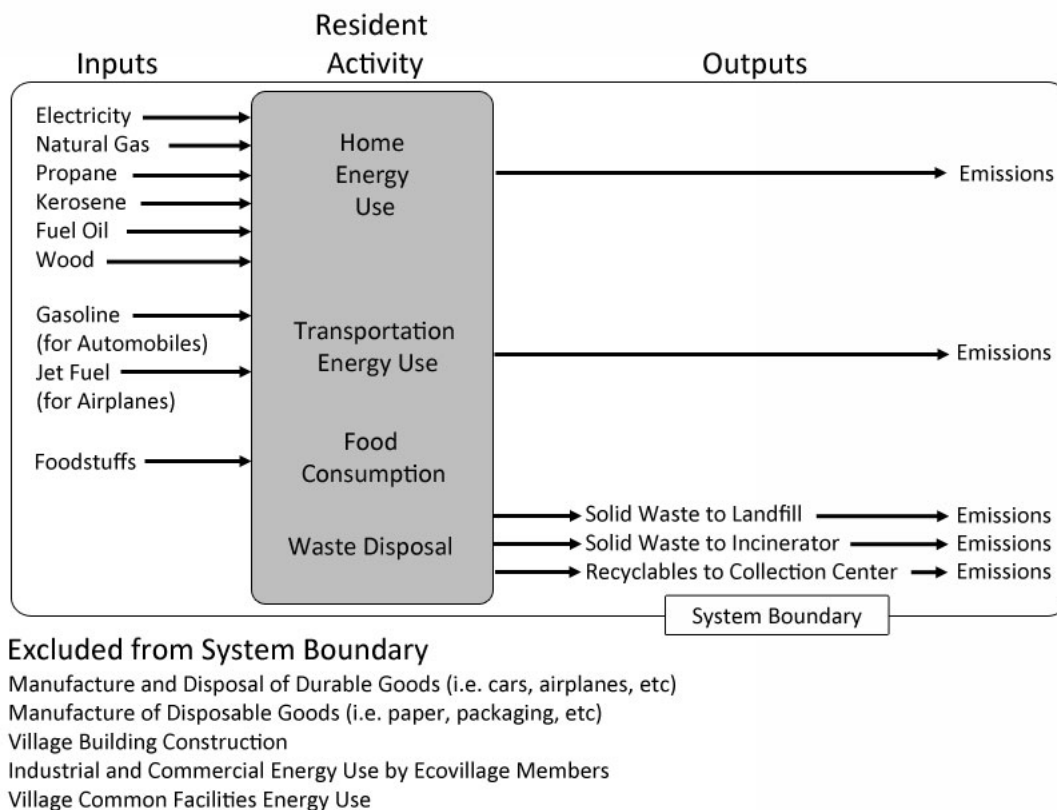 Inputs
Resident
Activity
Outputs
Electricity
Natural Gas
Propane
Kerosene
Fuel Oil
Wood
Gasoline
(for Automobiles)
Jet Fuel
(for Airplanes)
Foodstuffs
Home
Energy
Use
Transportation
Energy Use
Food
Consumption
Waste Disposal
Emissions
Emissions
Solid Waste to Landfill
Emissions
Solid Waste to Incinerator
Emissions
Recyclables to Collection Center
Emissions
System Boundary
Excluded from System Boundary
Manufacture and Disposal of Durable Goods (i.e. cars, airplanes, etc)
Manufacture of Disposable Goods (i.e. paper, packaging, etc)
Village Building Construction
Industrial and Commercial Energy Use by Ecovillage Members
Village Common Facilities Energy Use